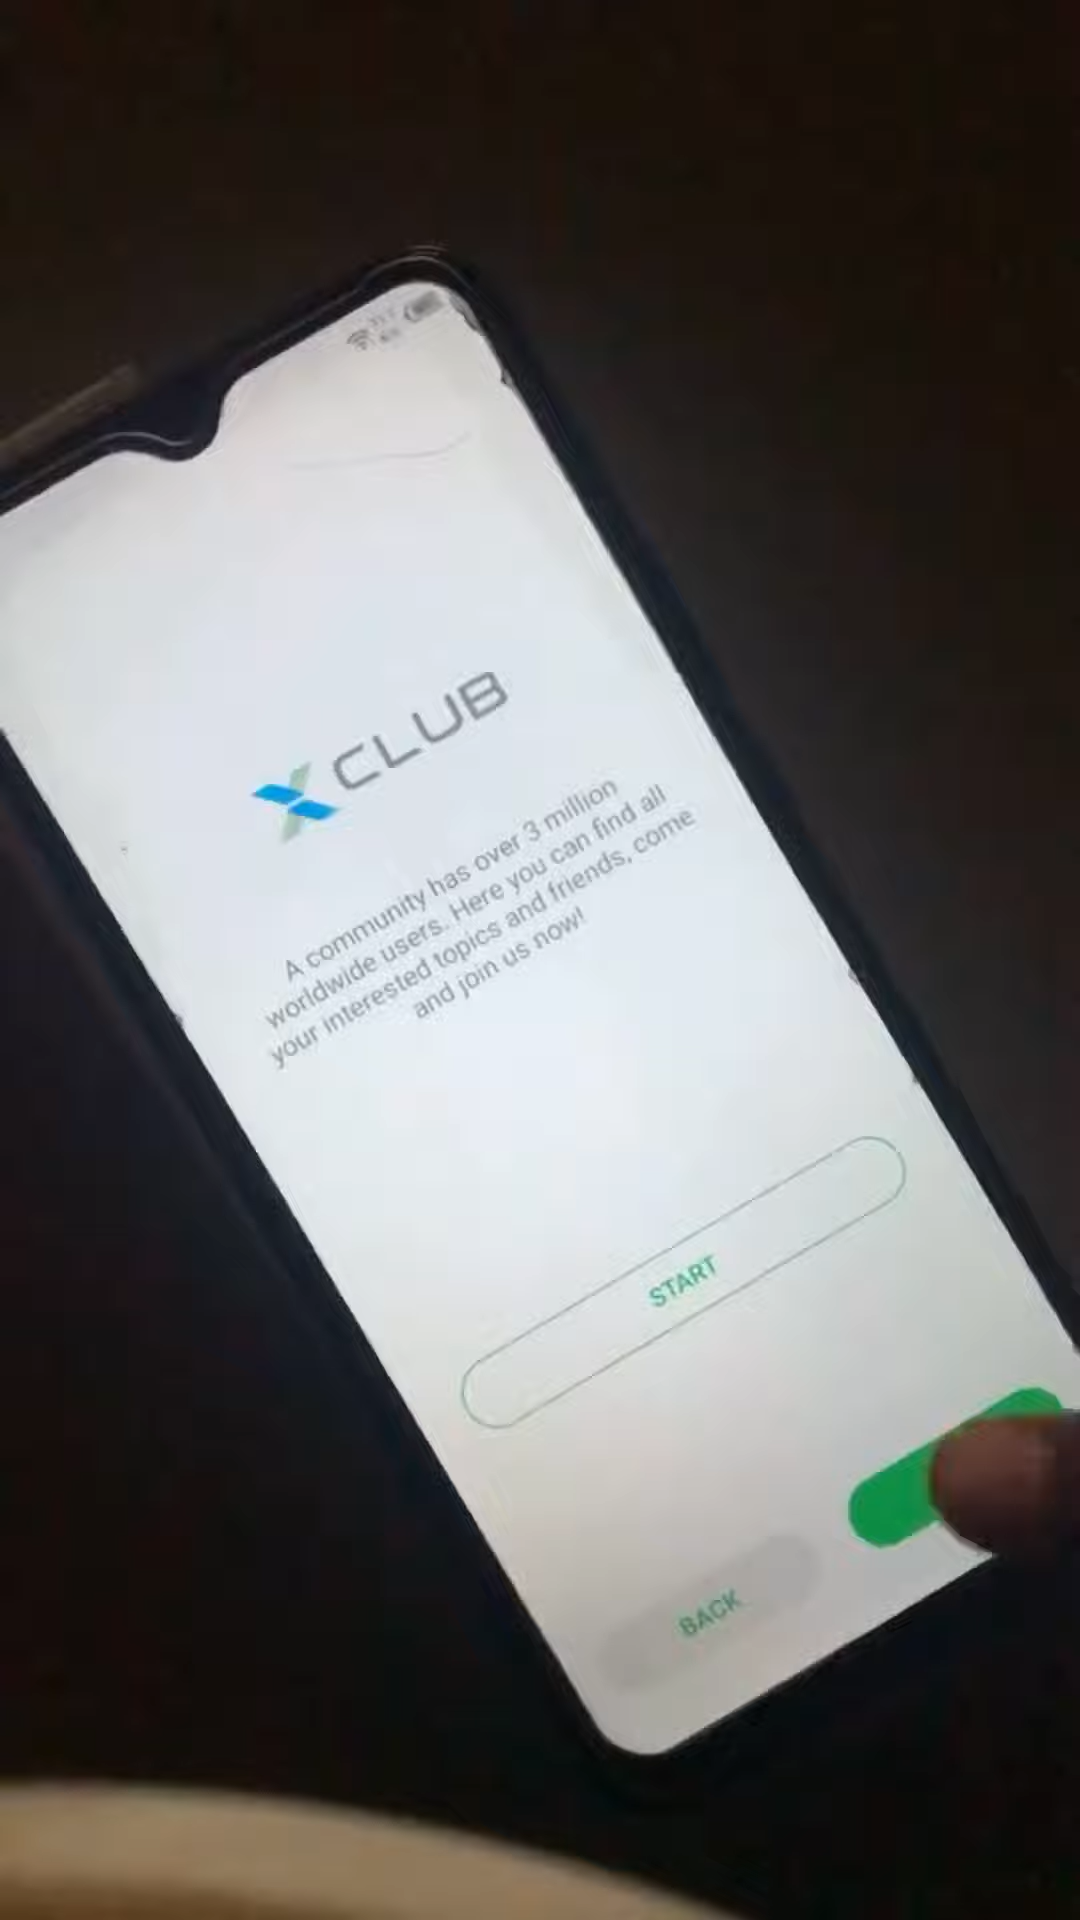 X CLUB
A community has over 3 million
worldwide users. Here you can find all
your interested topics and friends, come
and join us now!
START
BACK